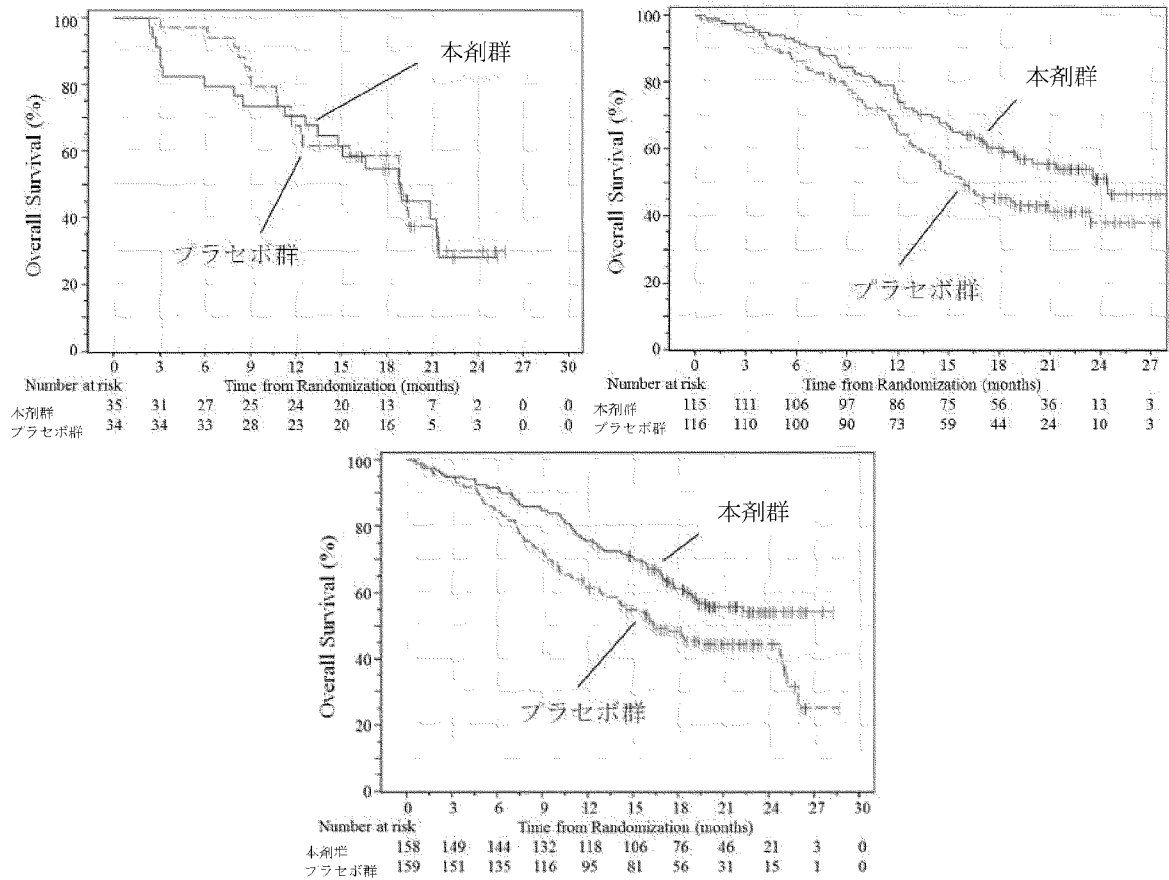 100
80
60
40
20
0
Overall Survival (%)
本剤群
プラセボ群
0 3 6 9 12 15 18 21 24 27 30
Number at risk
Time from Randomization (months)
本剤群 35 31 27 25 24 20 13 7 2 0 0
プラセボ群 34 34 33 28 23 20 16 5 3 0 0
100
80
60
40
20
0
Overall Survival (%)
本剤群
プラセボ群
0 3 6 9 12 15 18 21 24 27
Number at risk
Time from Randomization (months)
本剤群 115 111 106 97 86 75 56 36 13 3
プラセボ群 116 110 100 90 73 59 44 24 10 3
100
80
60
40
20
0
Overall Survival (%)
本剤群
プラセボ群
0 3 6 9 12 15 18 21 24 27 30
Number at risk
Time from Randomization (months)
本剤群 158 149 144 132 118 106 76 46 21 3 0
プラセボ群 159 151 135 116 95 81 56 31 15 1 0